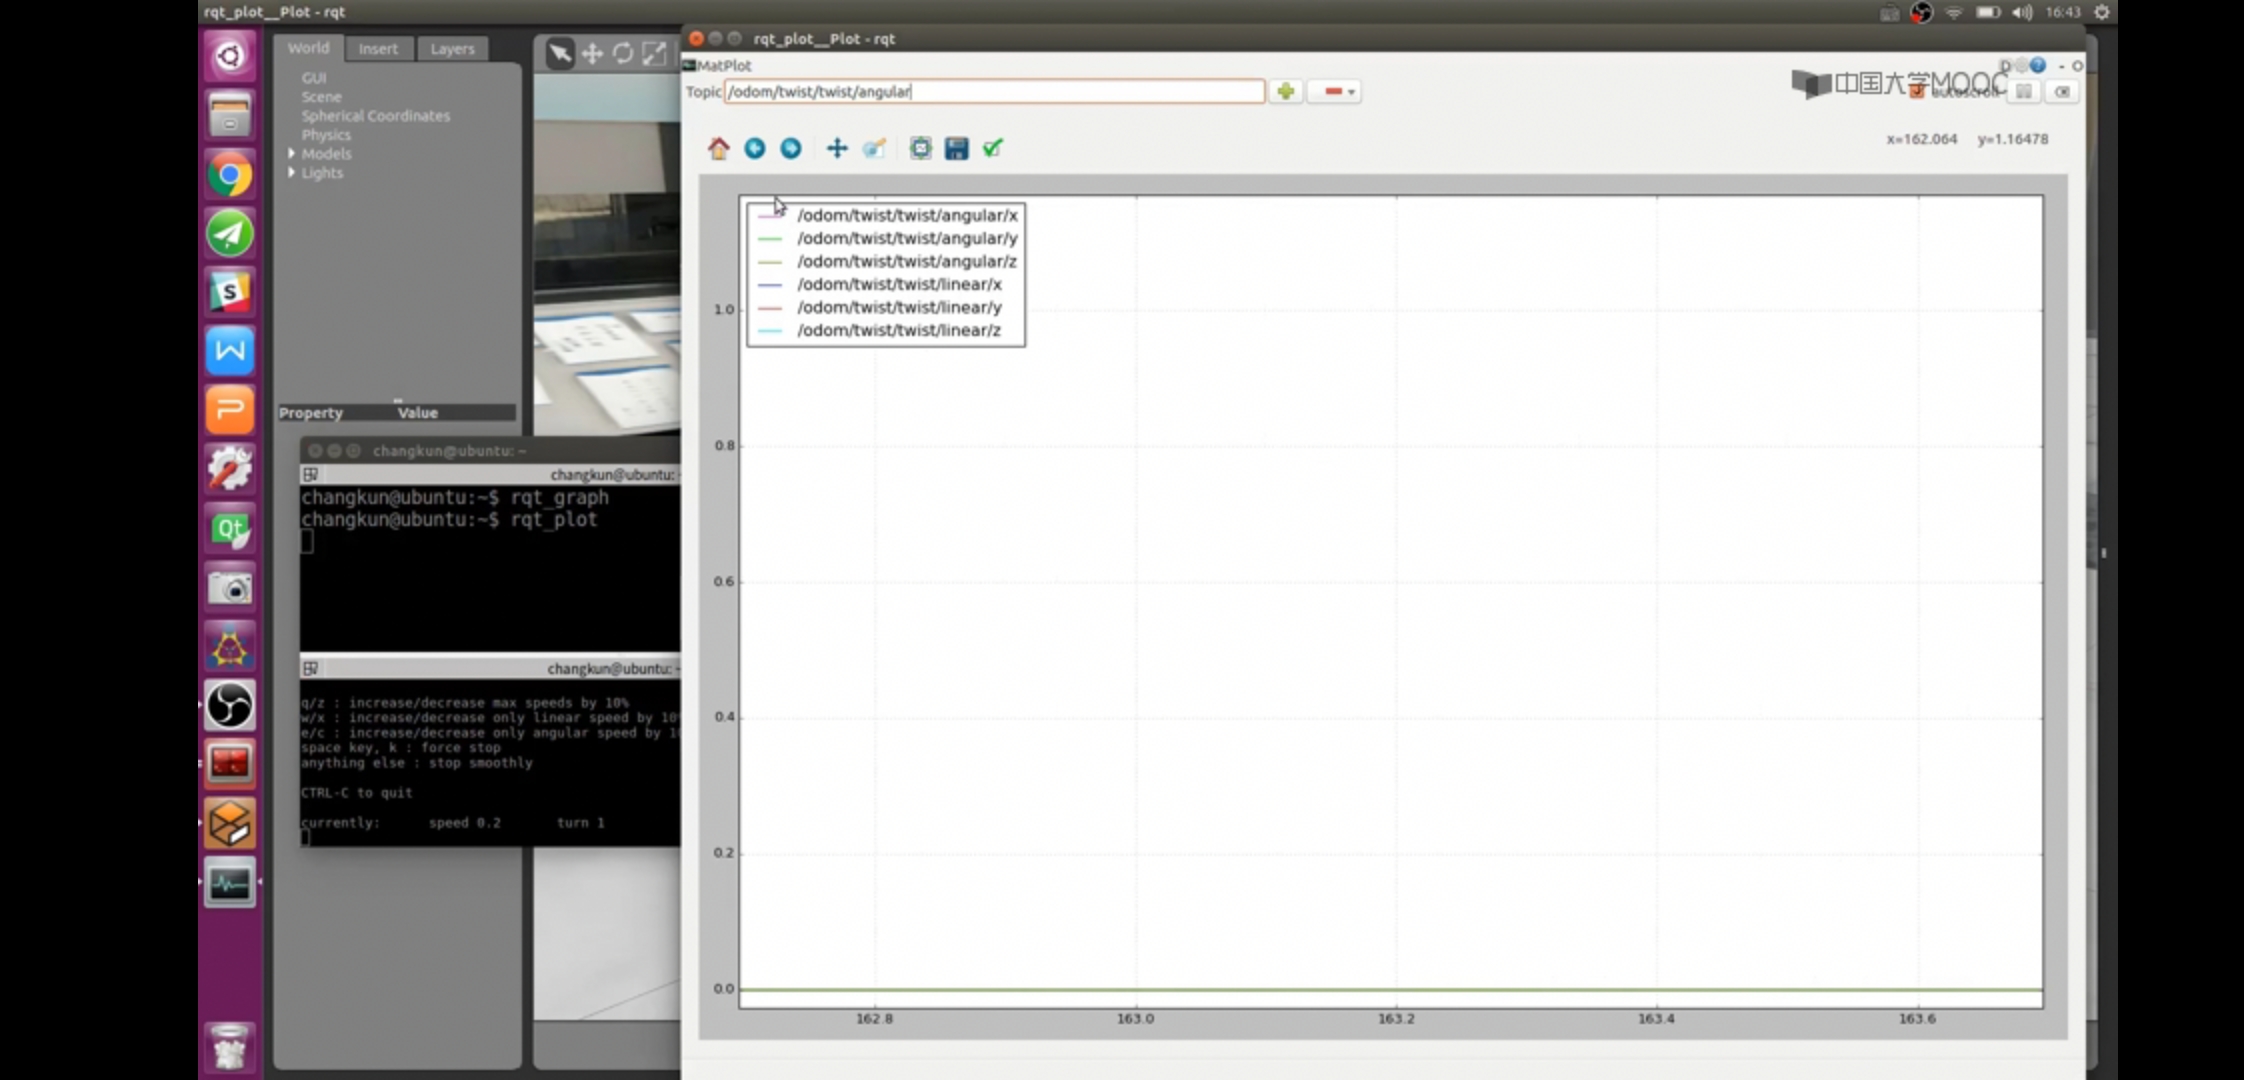 rqt_plot__Plot - rqt
16:43
World
Insert
Layers
GUI
Scene
Spherical Coordinates
Physics
Models
Lights
Property
Value
changkun@ubuntu: ~
changkun@ubuntu: -
changkun@ubuntu:~$ rqt_graph
changkun@ubuntu:~$ rqt_plot
changkun@ubuntu: -
q/z : increase/decrease max speeds by 10%
w/x : increase/decrease only linear speed by 10
e/c : increase/decrease only angular speed by 1
space key, k : force stop
anything else : stop smoothly
CTRL-C to quit
currently: speed 0.2 turn 1
rqt_plot__Plot - rqt
MatPlot
Topic /odom/twist/twist/angular
autoscroll
中国大学MOOC
x=162.064 y=1.16478
/odom/twist/twist/angular/x
/odom/twist/twist/angular/y
/odom/twist/twist/angular/z
/odom/twist/twist/linear/x
/odom/twist/twist/linear/y
/odom/twist/twist/linear/z
1.0
0.8
0.6
0.4
0.2
0.0
162.8
163.0
163.2
163.4
163.6